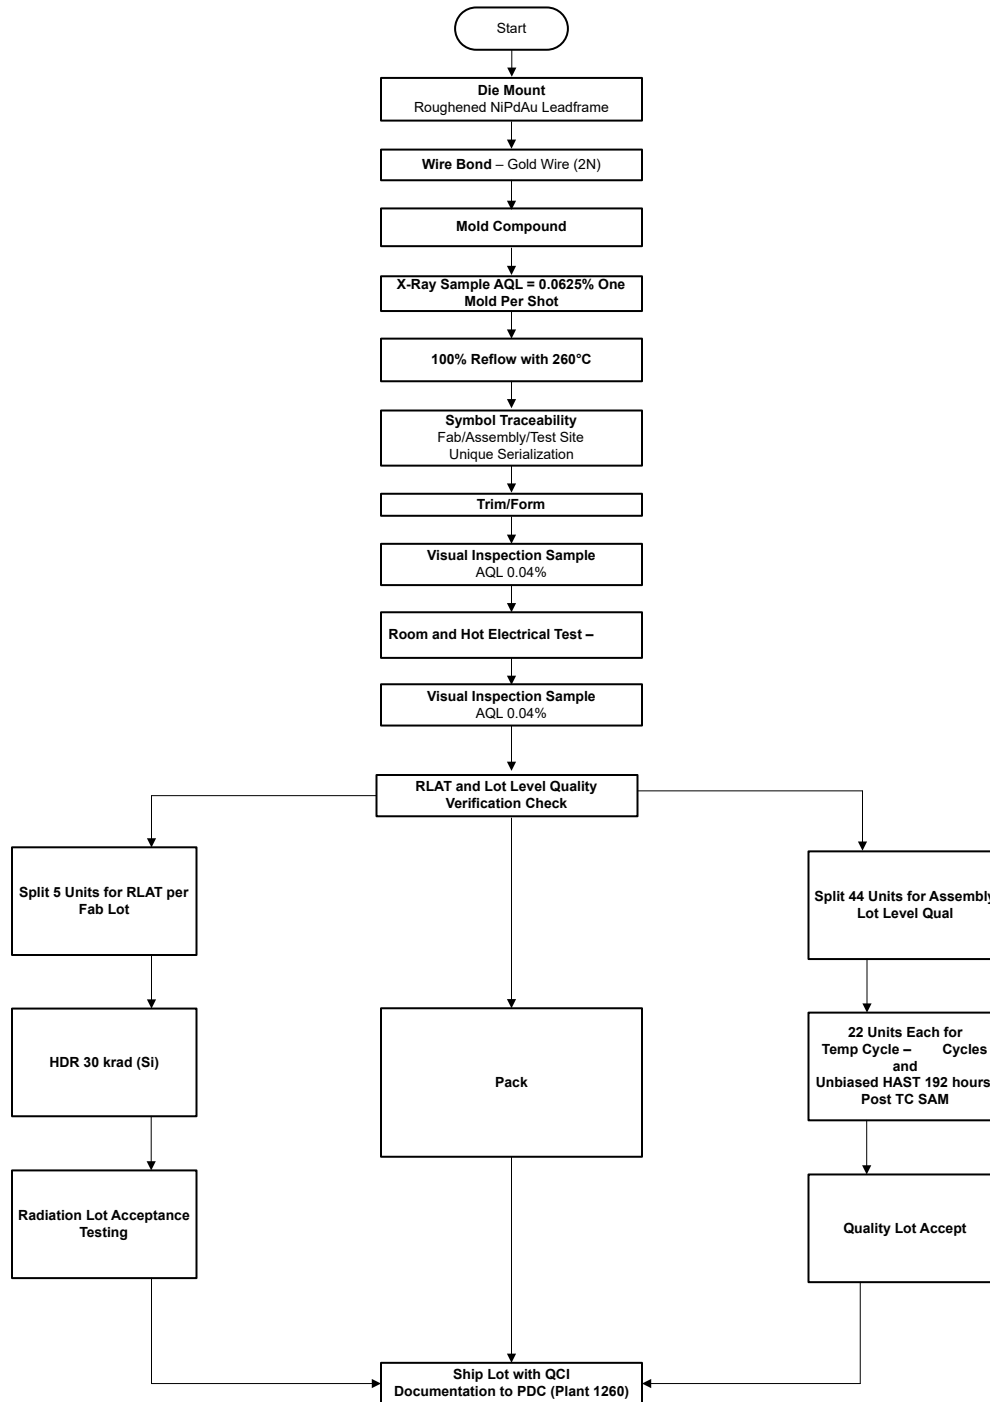 Start
Die Mount
Roughened NiPdAu Leadframe
Wire Bond – Gold Wire (2N)
Mold Compound
X-Ray Sample AQL = 0.0625% One
Mold Per Shot
100% Reflow with 260°C
Symbol Traceability
Fab/Assembly/Test Site
Unique Serialization
Trim/Form
Visual Inspection Sample
AQL 0.04%
Room and Hot Electrical Test –
Visual Inspection Sample
AQL 0.04%
RLAT and Lot Level Quality
Verification Check
Split 5 Units for RLAT per
Fab Lot
HDR 30 krad (Si)
Radiation Lot Acceptance
Testing
Pack
Split 44 Units for Assembly
Lot Level Qual
22 Units Each for
Temp Cycle – Cycles
and
Unbiased HAST 192 hours
Post TC SAM
Quality Lot Accept
Ship Lot with QCI
Documentation to PDC (Plant 1260)